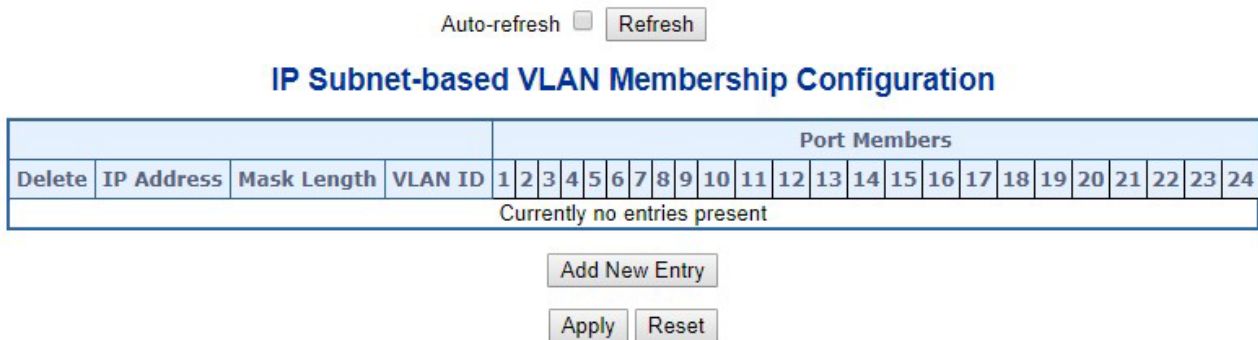 Auto-refresh Refresh
IP Subnet-based VLAN Membership Configuration
Port Members
Delete IP Address Mask Length VLAN ID 1 2 3 4 5 6 7 8 9 10 11 12 13 14 15 16 17 18 19 20 21 22 23 24
Currently no entries present
Add New Entry
Apply Reset